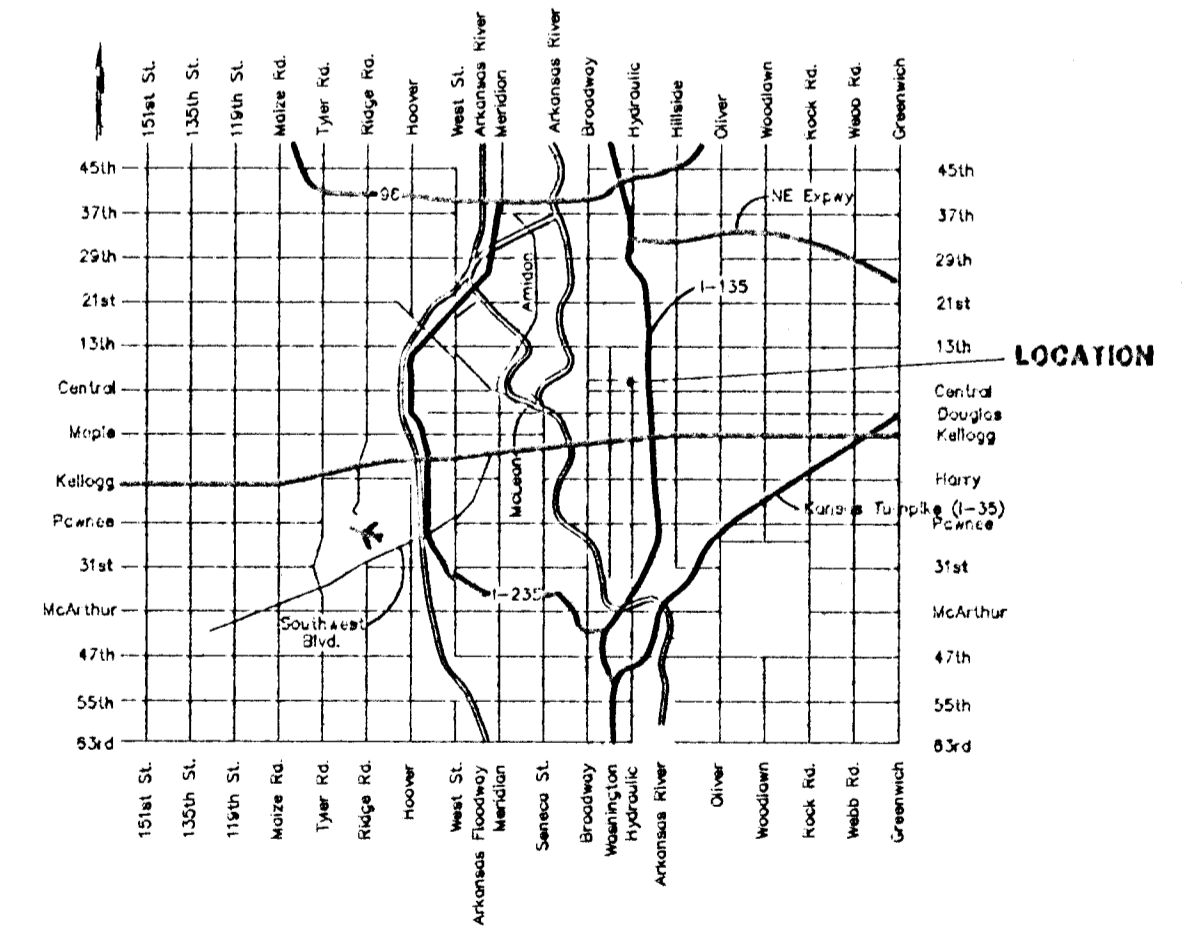 151st St.
135th St.
119th St.
Maize Rd.
Tyler Rd.
Ridge Rd.
Hoover
West St.
Arkansas River
Meridian
Arkansas River
Broadway
Hydraulic
Hillside
Oliver
Woodlawn
Rock Rd.
Webb Rd.
Greenwich
45th
37th
29th
21st
13th
Central
Maple
Kellogg
Pawnee
31st
McArthur
47th
55th
63rd
96
NE Expwy
Amidon
I-135
LOCATION
McLean
Kansas Turnpike (I-35)
I-235
Southwest
Blvd.
45th
37th
29th
21st
13th
Central
Douglas
Kellogg
Harry
Pawnee
31st
McArthur
47th
55th
63rd
151st St.
135th St.
119th St.
Maize Rd.
Tyler Rd.
Ridge Rd.
Hoover
West St.
Arkansas Floodway
Meridian
Seneca St.
Broadway
Washington
Hydraulic
Arkansas River
Oliver
Woodlawn
Rock Rd.
Webb Rd.
Greenwich